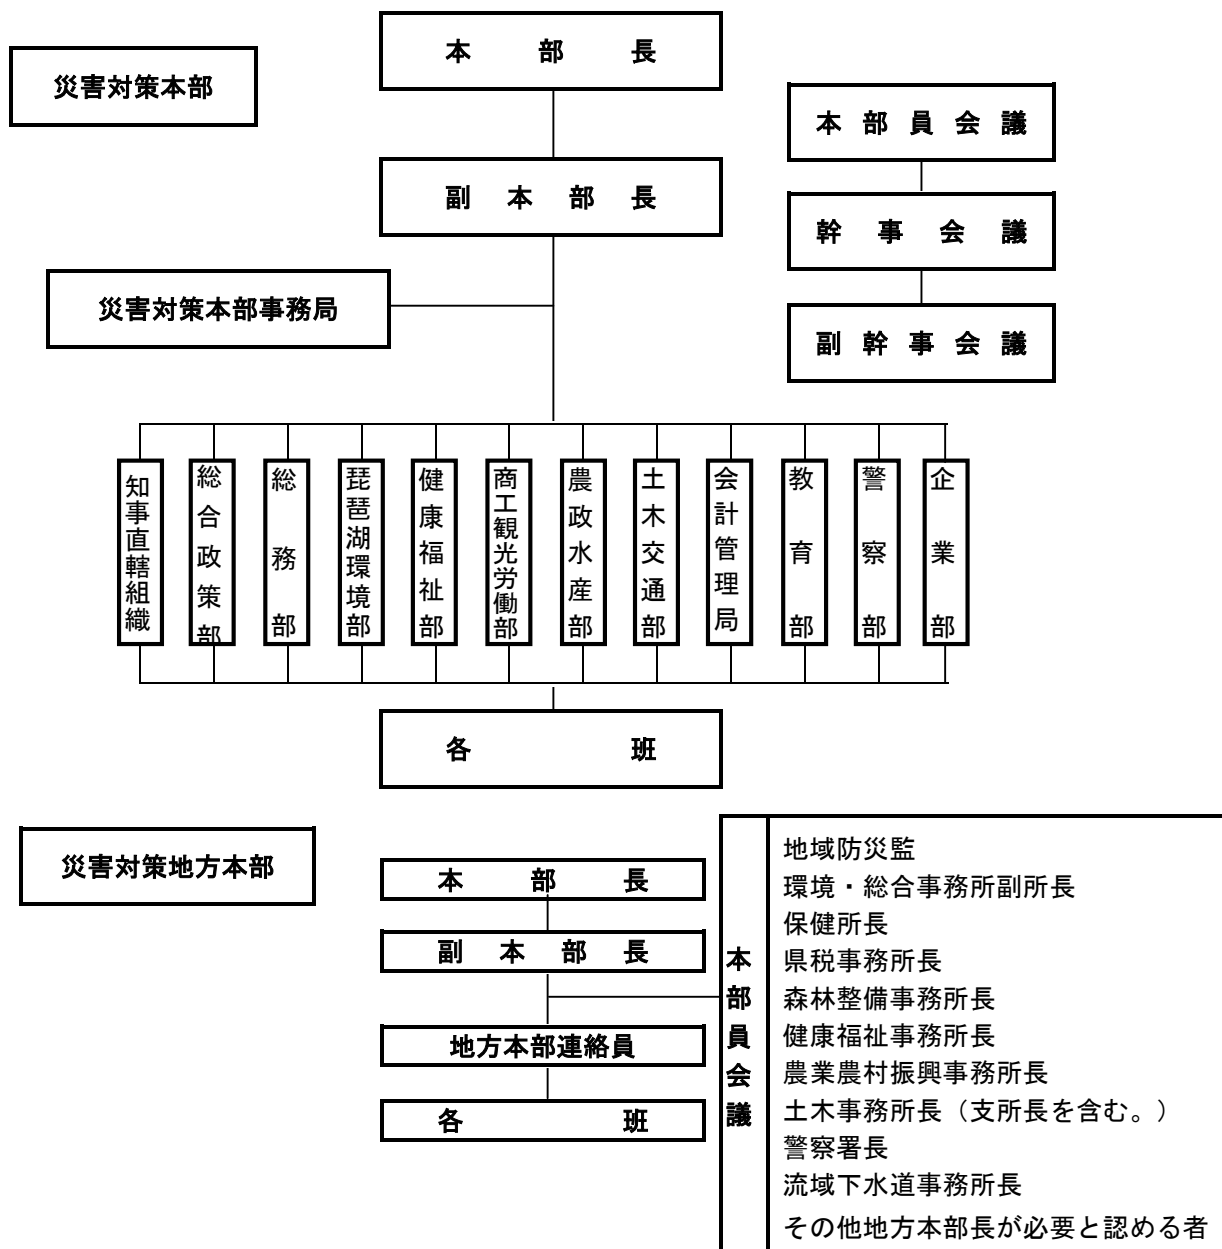 災害対策本部
本部長
副本部長
本部員会議
幹事会議
副幹事会議
災害対策本部事務局
知事直轄組織
総合政策部
総務部
琵琶湖環境部
健康福祉部
商工観光労働部
農政水産部
土木交通部
会計管理局
教育部
警察部
企業部
各班
災害対策地方本部
本部長
副本部長
地方本部連絡員
各班
本部員会議
地域防災監
環境・総合事務所副所長
保健所長
県税事務所長
森林整備事務所長
健康福祉事務所長
農業農村振興事務所長
土木事務所長（支所長を含む。）
警察署長
流域下水道事務所長
その他地方本部長が必要と認める者